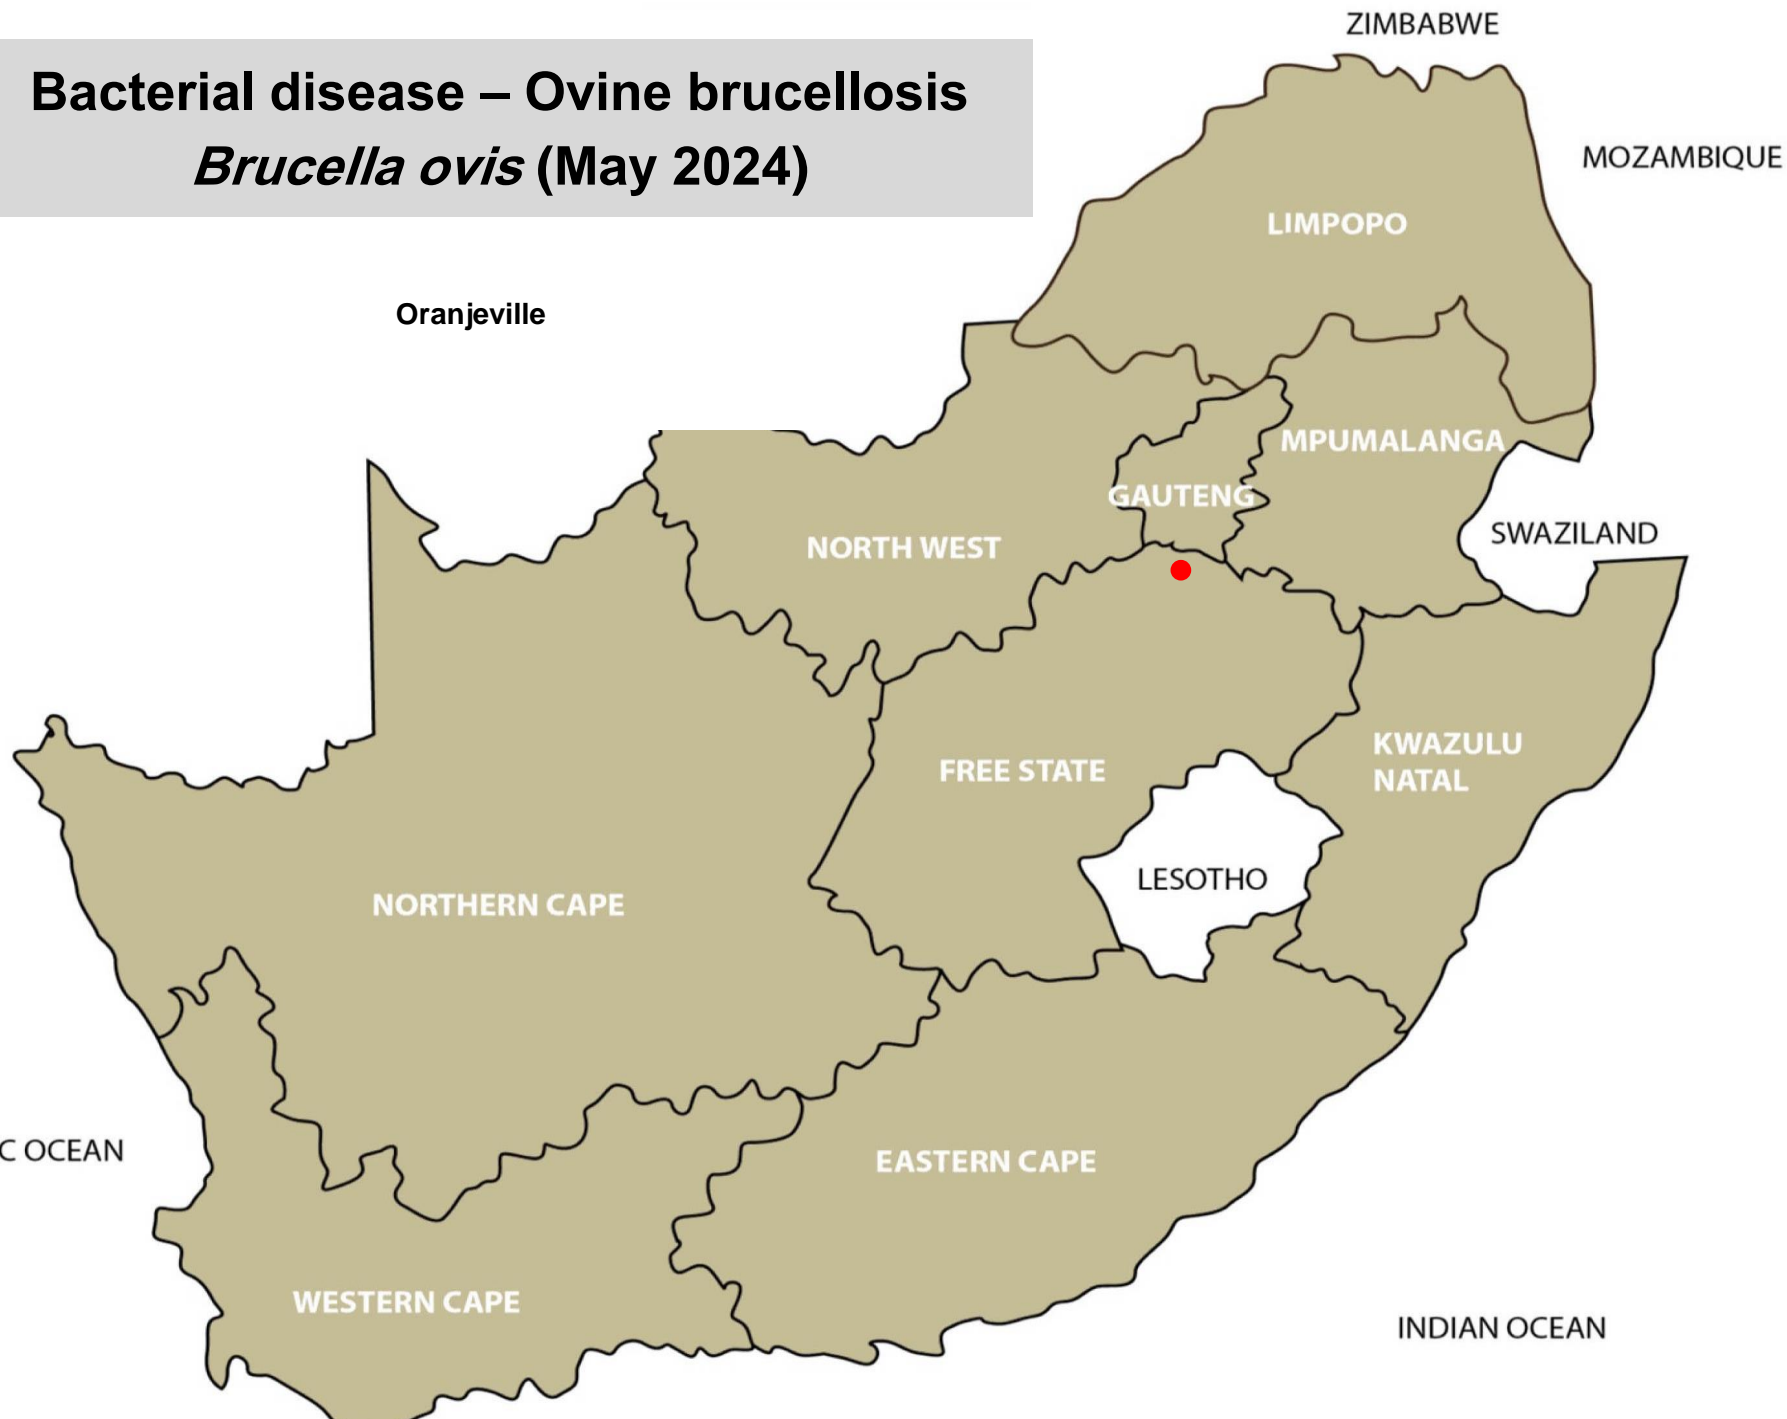 ZIMBABWE
Bacterial disease – Ovine brucellosis
Brucella ovis (May 2024)
MOZAMBIQUE
LIMPOPO
Oranjeville
MPUMALANGA
GAUTENG
SWAZILAND
NORTH WEST
KWAZULU
NATAL
FREE STATE
LESOTHO
NORTHERN CAPE
C OCEAN
EASTERN CAPE
WESTERN CAPE
INDIAN OCEAN